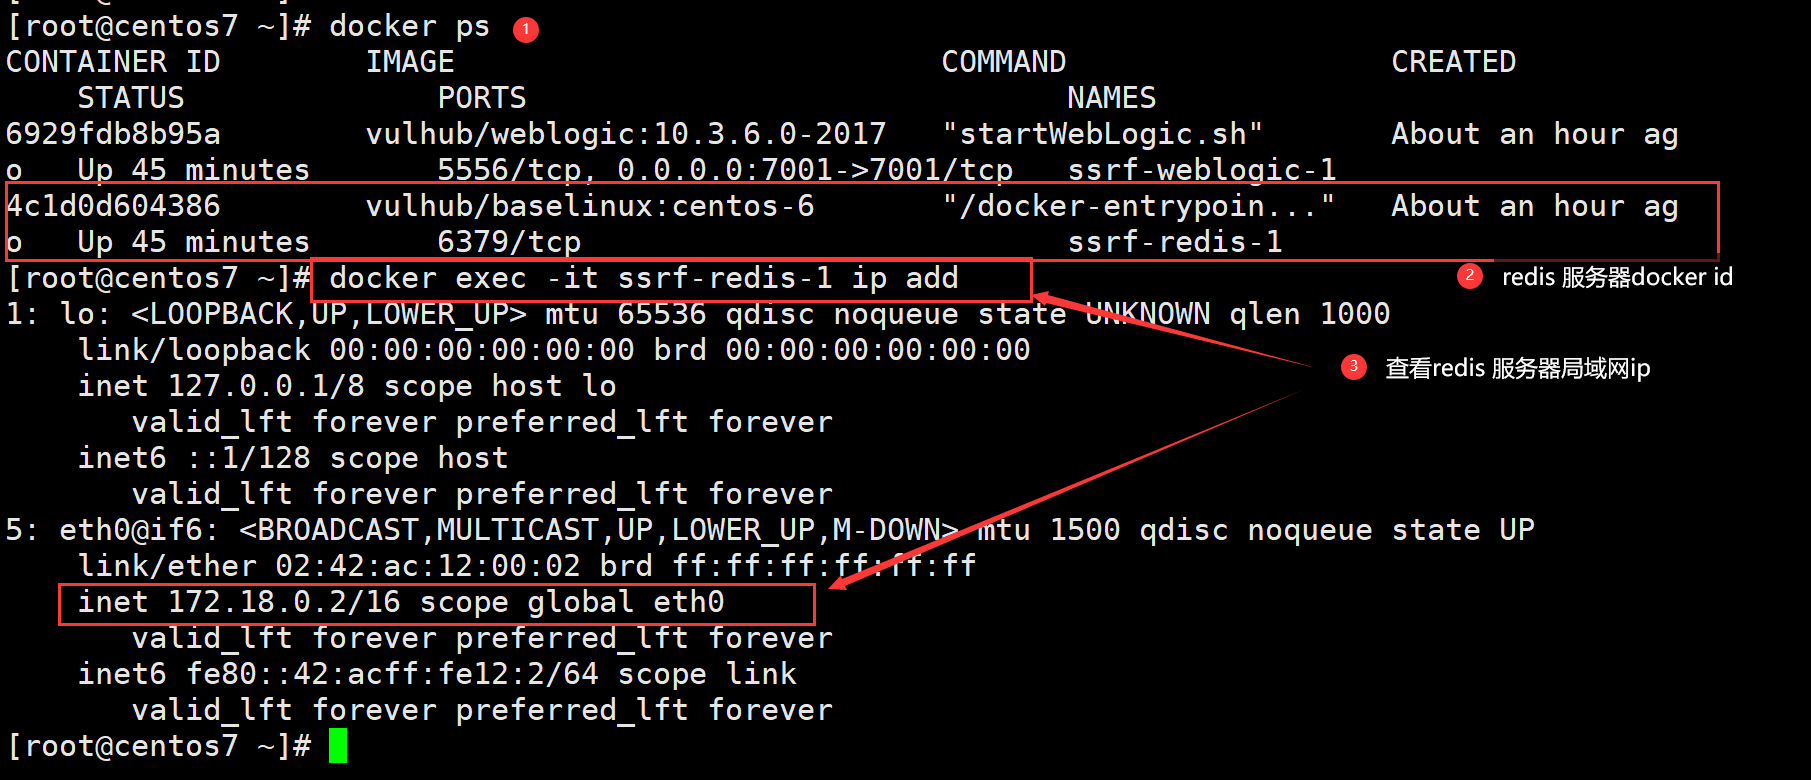 [root@centos7 ~]# docker ps 1
CONTAINER ID        IMAGE                           COMMAND                  CREATED
    STATUS              PORTS                              NAMES
6929fdb8b95a        vulhub/weblogic:10.3.6.0-2017   "startWebLogic.sh"       About an hour ag
o   Up 45 minutes       5556/tcp, 0.0.0.0:7001->7001/tcp   ssrf-weblogic-1
4c1d0d604386        vulhub/baselinux:centos-6       "/docker-entrypoin..."   About an hour ag
o   Up 45 minutes       6379/tcp                           ssrf-redis-1
[root@centos7 ~]# docker exec -it ssrf-redis-1 ip add
2 redis 服务器docker id
1: lo: <LOOPBACK,UP,LOWER_UP> mtu 65536 qdisc noqueue state UNKNOWN qlen 1000
    link/loopback 00:00:00:00:00:00 brd 00:00:00:00:00:00
3 查看redis 服务器局域网ip
    inet 127.0.0.1/8 scope host lo
       valid_lft forever preferred_lft forever
    inet6 ::1/128 scope host
       valid_lft forever preferred_lft forever
5: eth0@if6: <BROADCAST,MULTICAST,UP,LOWER_UP,M-DOWN> mtu 1500 qdisc noqueue state UP
    link/ether 02:42:ac:12:00:02 brd ff:ff:ff:ff:ff:ff
    inet 172.18.0.2/16 scope global eth0
       valid_lft forever preferred_lft forever
    inet6 fe80::42:acff:fe12:2/64 scope link
       valid_lft forever preferred_lft forever
[root@centos7 ~]#